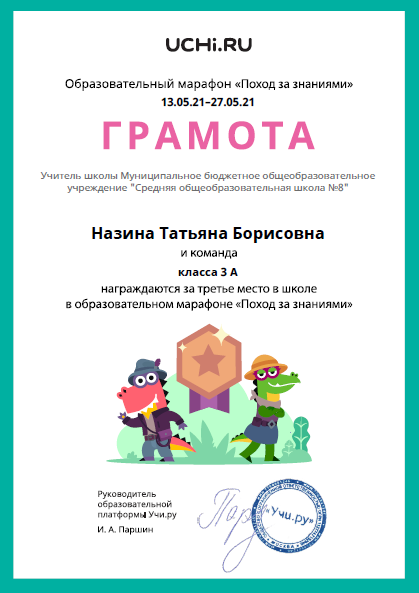 UCHi.RU
Образовательный марафон «Поход за знаниями»
13.05.21–27.05.21
ГРАМОТА
Учитель школы Муниципальное бюджетное общеобразовательное
учреждение "Средняя общеобразовательная школа №8"
Назина Татьяна Борисовна
и команда
класса 3 А
награждаются за третье место в школе
в образовательном марафоне «Поход за знаниями»
Руководитель
образовательной
платформы Учи.ру
И. А. Паршин
«Учи.ру»
МОСКВА